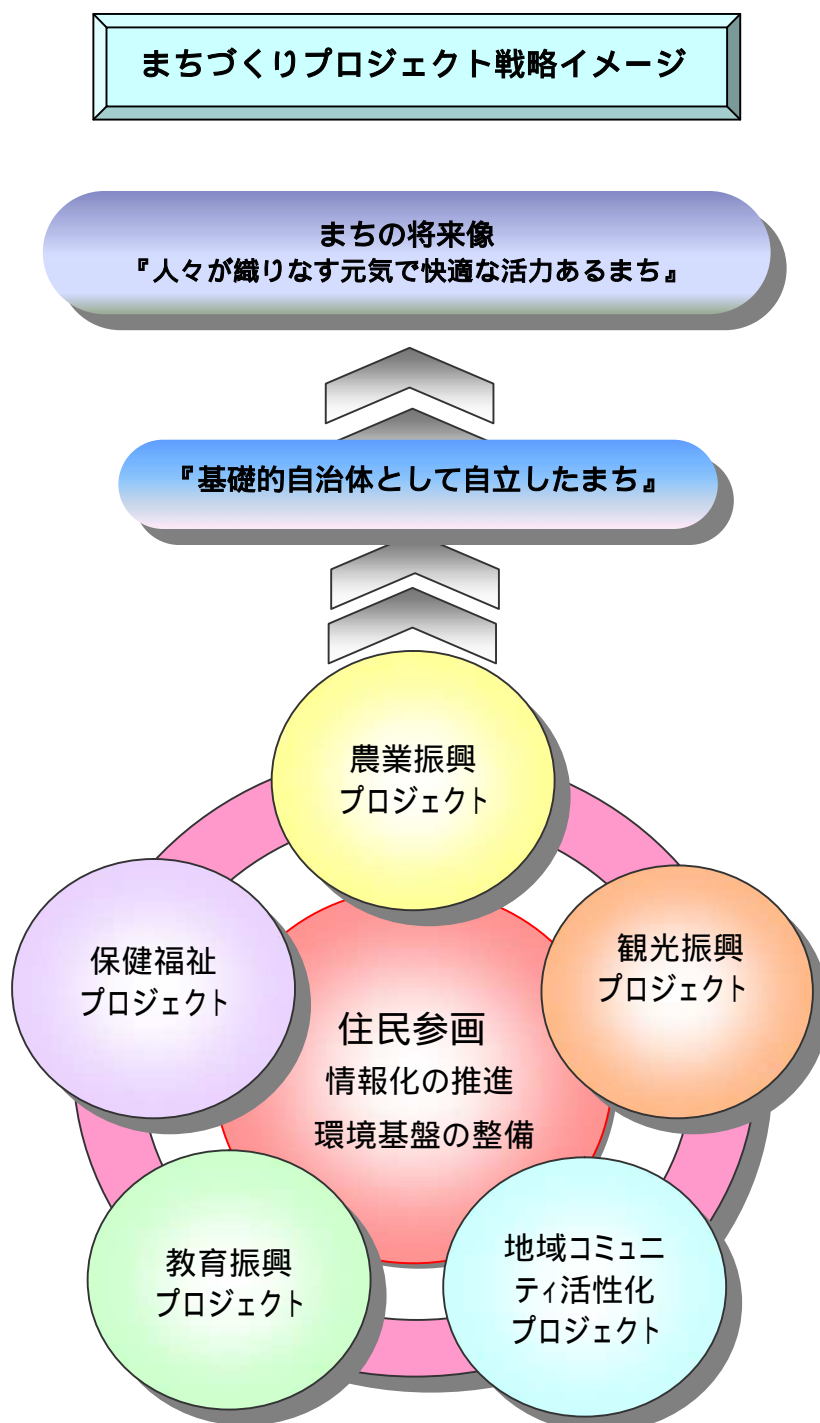 まちづくりプロジェクト戦略イメージ
まちの将来像
『人々が織りなす元気で快適な活力あるまち』
『基礎的自治体として自立したまち』
農業振興
プロジェクト
保健福祉
プロジェクト
観光振興
プロジェクト
住民参画
情報化の推進
環境基盤の整備
教育振興
プロジェクト
地域コミュニ
ティ活性化
プロジェクト